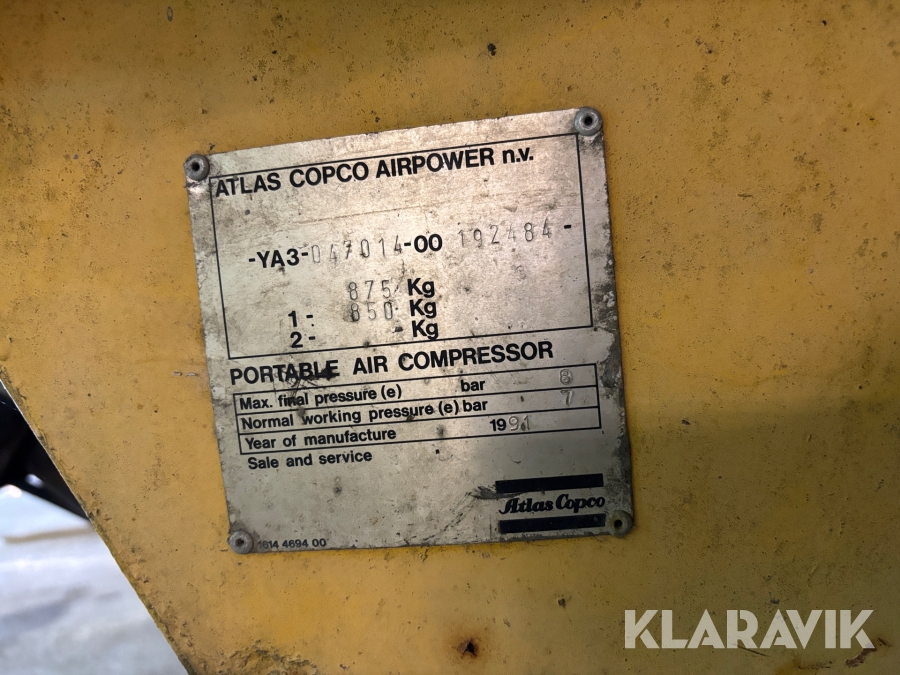 ATLAS COPCO AIRPOWER n.v.
-YA3-047014-00 192484-
875 Kg
1- 850 Kg
2- - Kg
PORTABLE AIR COMPRESSOR
Max. final pressure (e) bar 8
Normal working pressure (e) bar 7
Year of manufacture 1991
Sale and service
Atlas Copco
1614 4694 00
KLARAVIK